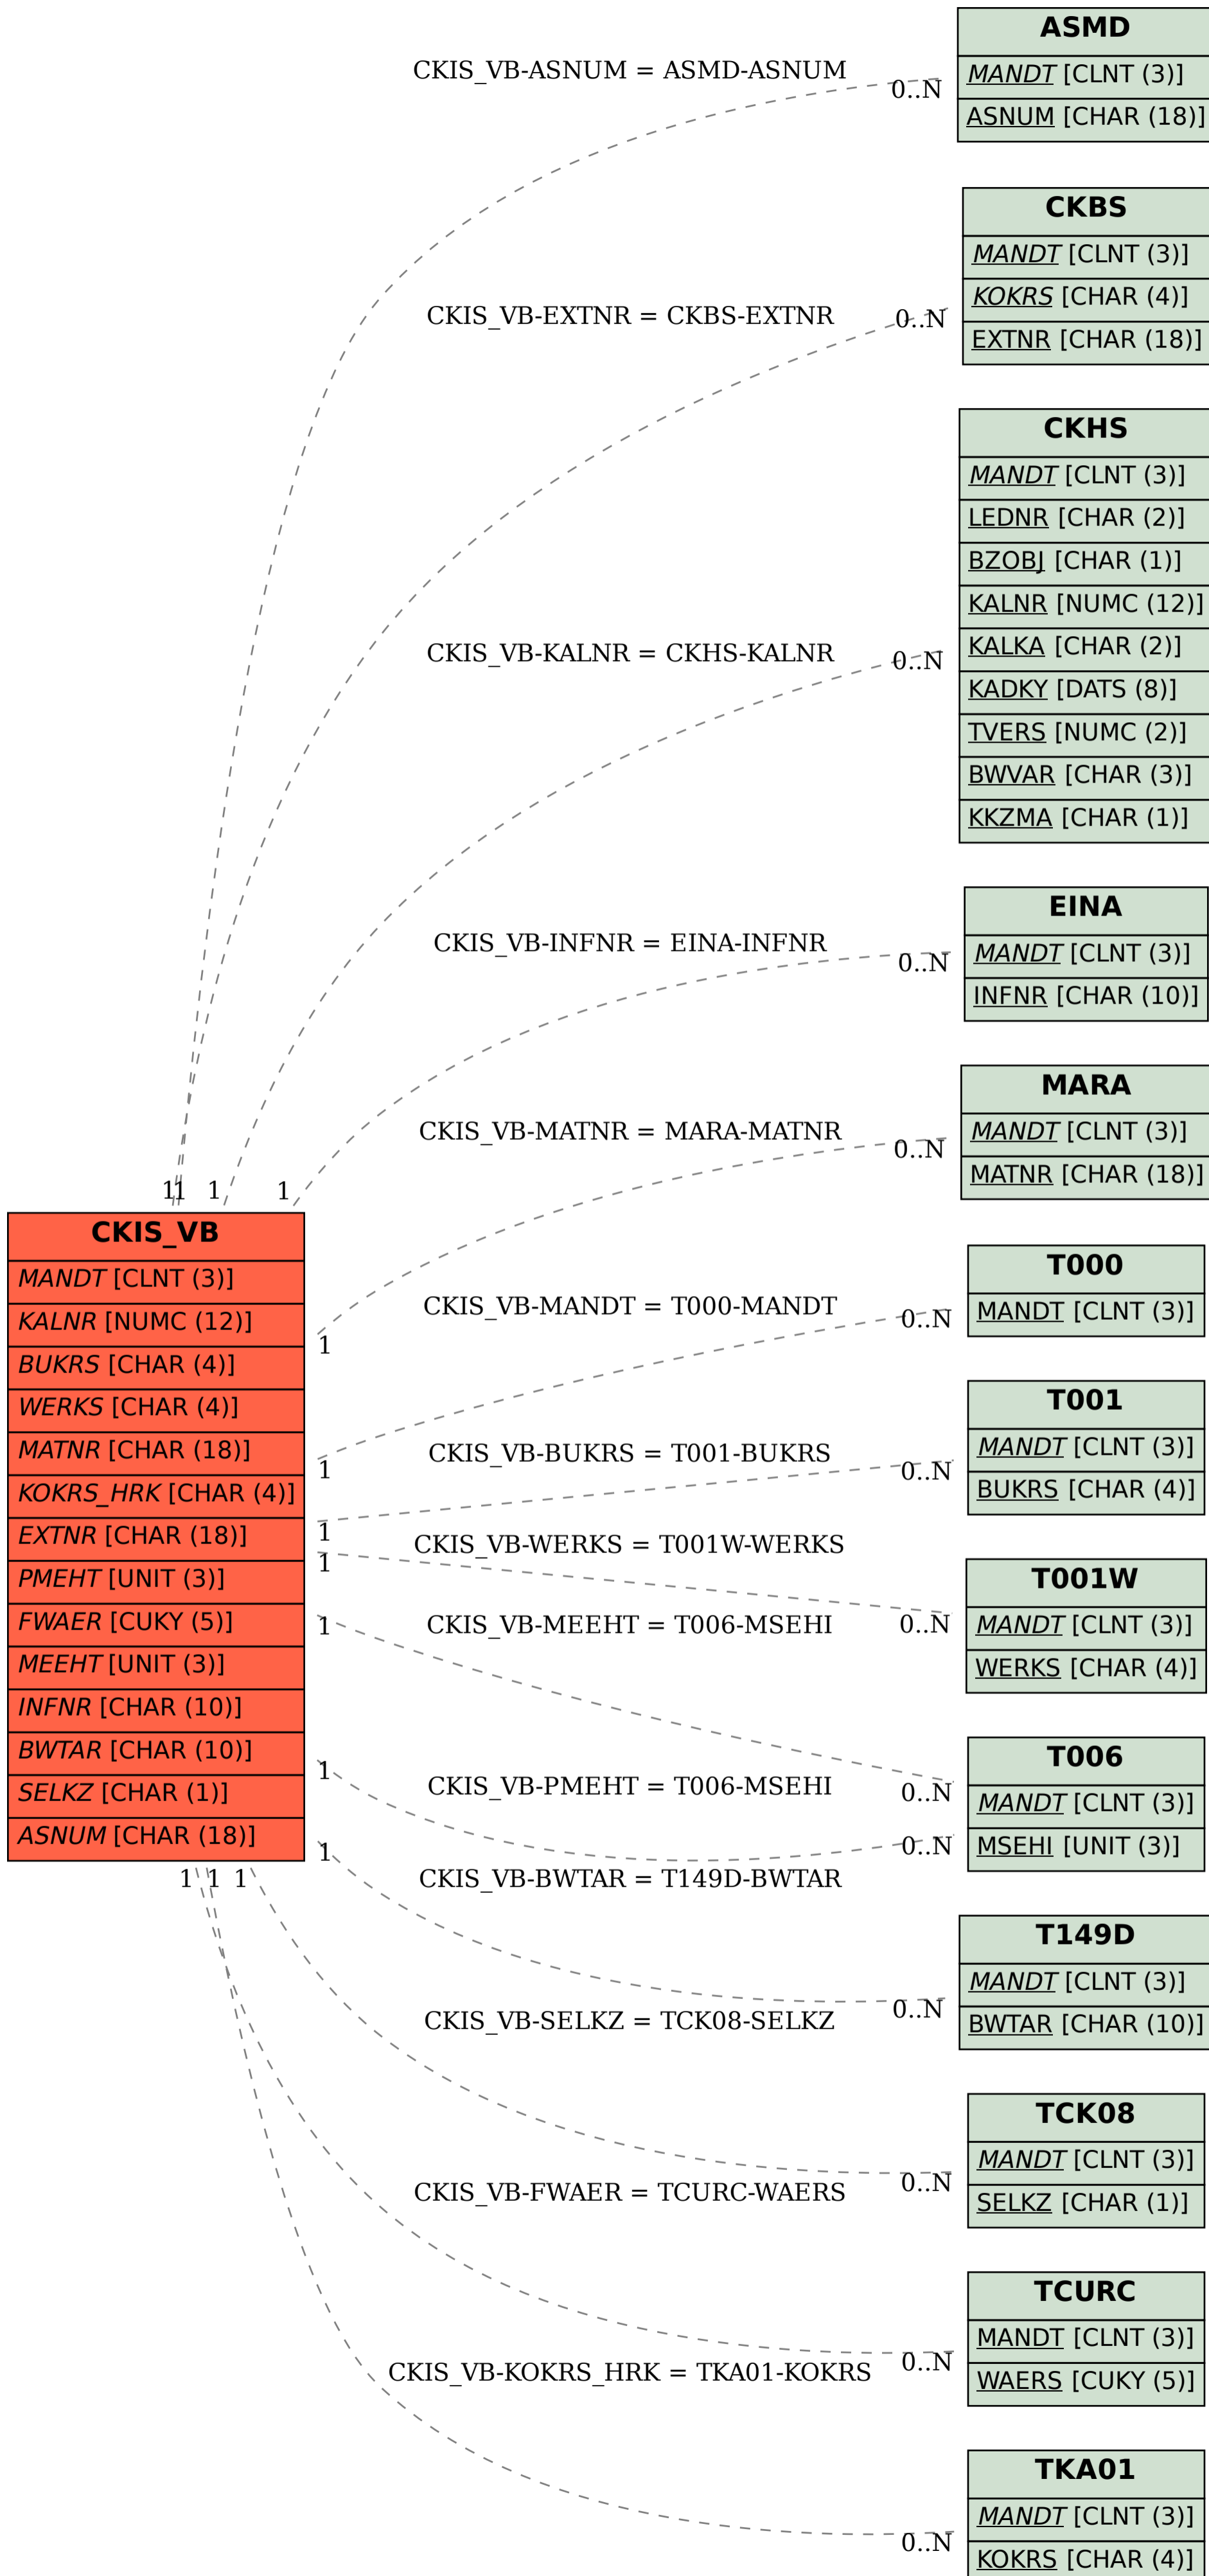 CKIS_VB
MANDT [CLNT (3)]
KALNR [NUMC (12)]
BUKRS [CHAR (4)]
WERKS [CHAR (4)]
MATNR [CHAR (18)]
KOKRS_HRK [CHAR (4)]
EXTNR [CHAR (18)]
PMEHT [UNIT (3)]
FWAER [CUKY (5)]
MEEHT [UNIT (3)]
INFNR [CHAR (10)]
BWTAR [CHAR (10)]
SELKZ [CHAR (1)]
ASNUM [CHAR (18)]
1
1
1
1
1
1
1
1
1
1
1
1
1
1
CKIS_VB-ASNUM = ASMD-ASNUM
0..N
CKIS_VB-EXTNR = CKBS-EXTNR
0..N
CKIS_VB-KALNR = CKHS-KALNR
0..N
CKIS_VB-INFNR = EINA-INFNR
0..N
CKIS_VB-MATNR = MARA-MATNR
0..N
CKIS_VB-MANDT = T000-MANDT
0..N
CKIS_VB-BUKRS = T001-BUKRS
0..N
CKIS_VB-WERKS = T001W-WERKS
0..N
CKIS_VB-MEEHT = T006-MSEHI
0..N
CKIS_VB-PMEHT = T006-MSEHI
0..N
CKIS_VB-BWTAR = T149D-BWTAR
0..N
CKIS_VB-SELKZ = TCK08-SELKZ
0..N
CKIS_VB-FWAER = TCURC-WAERS
0..N
CKIS_VB-KOKRS_HRK = TKA01-KOKRS
0..N
ASMD
MANDT [CLNT (3)]
ASNUM [CHAR (18)]
CKBS
MANDT [CLNT (3)]
KOKRS [CHAR (4)]
EXTNR [CHAR (18)]
CKHS
MANDT [CLNT (3)]
LEDNR [CHAR (2)]
BZOBJ [CHAR (1)]
KALNR [NUMC (12)]
KALKA [CHAR (2)]
KADKY [DATS (8)]
TVERS [NUMC (2)]
BWVAR [CHAR (3)]
KKZMA [CHAR (1)]
EINA
MANDT [CLNT (3)]
INFNR [CHAR (10)]
MARA
MANDT [CLNT (3)]
MATNR [CHAR (18)]
T000
MANDT [CLNT (3)]
T001
MANDT [CLNT (3)]
BUKRS [CHAR (4)]
T001W
MANDT [CLNT (3)]
WERKS [CHAR (4)]
T006
MANDT [CLNT (3)]
MSEHI [UNIT (3)]
T149D
MANDT [CLNT (3)]
BWTAR [CHAR (10)]
TCK08
MANDT [CLNT (3)]
SELKZ [CHAR (1)]
TCURC
MANDT [CLNT (3)]
WAERS [CUKY (5)]
TKA01
MANDT [CLNT (3)]
KOKRS [CHAR (4)]